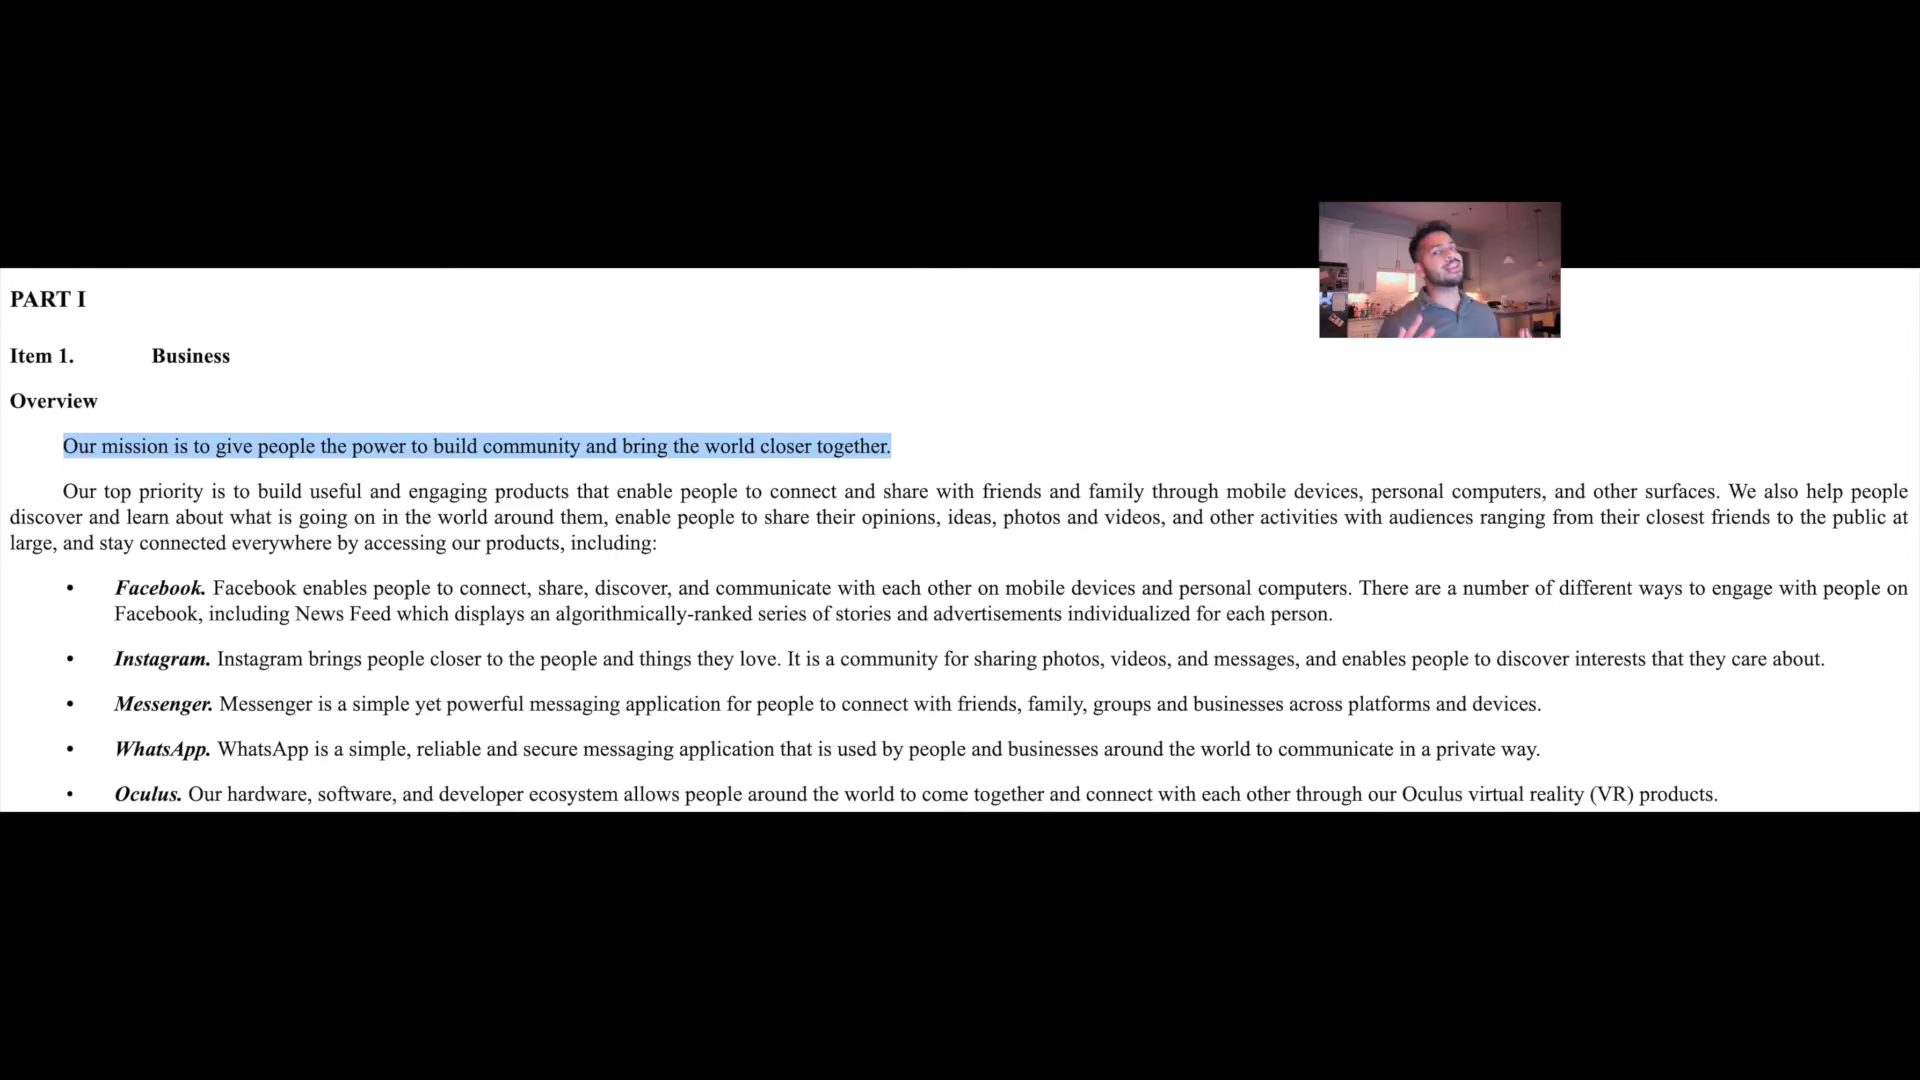 PART I
Item 1. Business
Overview
Our mission is to give people the power to build community and bring the world closer together.
Our top priority is to build useful and engaging products that enable people to connect and share with friends and family through mobile devices, personal computers, and other surfaces. We also help people
discover and learn about what is going on in the world around them, enable people to share their opinions, ideas, photos and videos, and other activities with audiences ranging from their closest friends to the public at
large, and stay connected everywhere by accessing our products, including:
• Facebook. Facebook enables people to connect, share, discover, and communicate with each other on mobile devices and personal computers. There are a number of different ways to engage with people on
Facebook, including News Feed which displays an algorithmically-ranked series of stories and advertisements individualized for each person.
• Instagram. Instagram brings people closer to the people and things they love. It is a community for sharing photos, videos, and messages, and enables people to discover interests that they care about.
• Messenger. Messenger is a simple yet powerful messaging application for people to connect with friends, family, groups and businesses across platforms and devices.
• WhatsApp. WhatsApp is a simple, reliable and secure messaging application that is used by people and businesses around the world to communicate in a private way.
• Oculus. Our hardware, software, and developer ecosystem allows people around the world to come together and connect with each other through our Oculus virtual reality (VR) products.